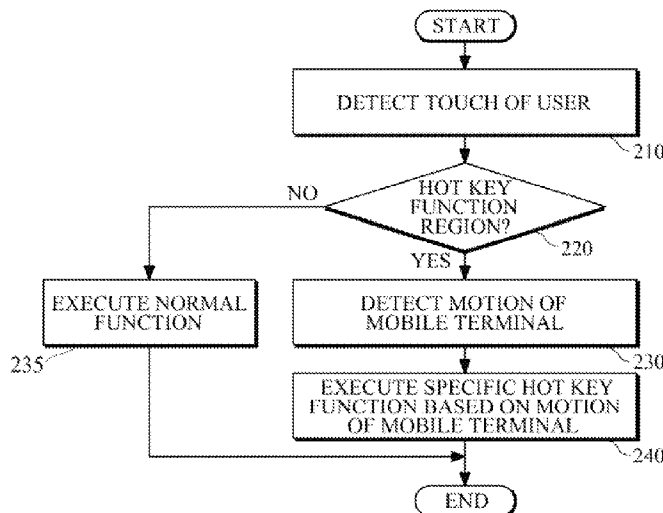 START
DETECT TOUCH OF USER
210
HOT KEY
FUNCTION
REGION?
NO
220
YES
EXECUTE NORMAL
FUNCTION
235
DETECT MOTION OF
MOBILE TERMINAL
230
EXECUTE SPECIFIC HOT KEY
FUNCTION BASED ON MOTION
OF MOBILE TERMINAL
240
END